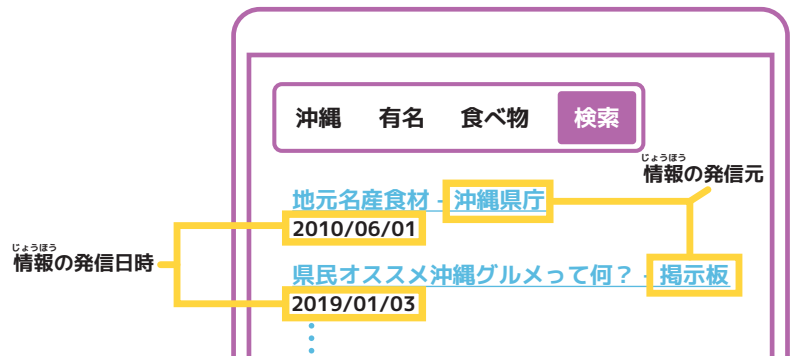 沖縄 有名 食べ物 検索
じょうほう
情報の発信元
地元名産食材 - 沖縄県庁
2010/06/01
じょうほう
情報の発信日時
県民オススメ沖縄グルメって何? - 掲示板
2019/01/03